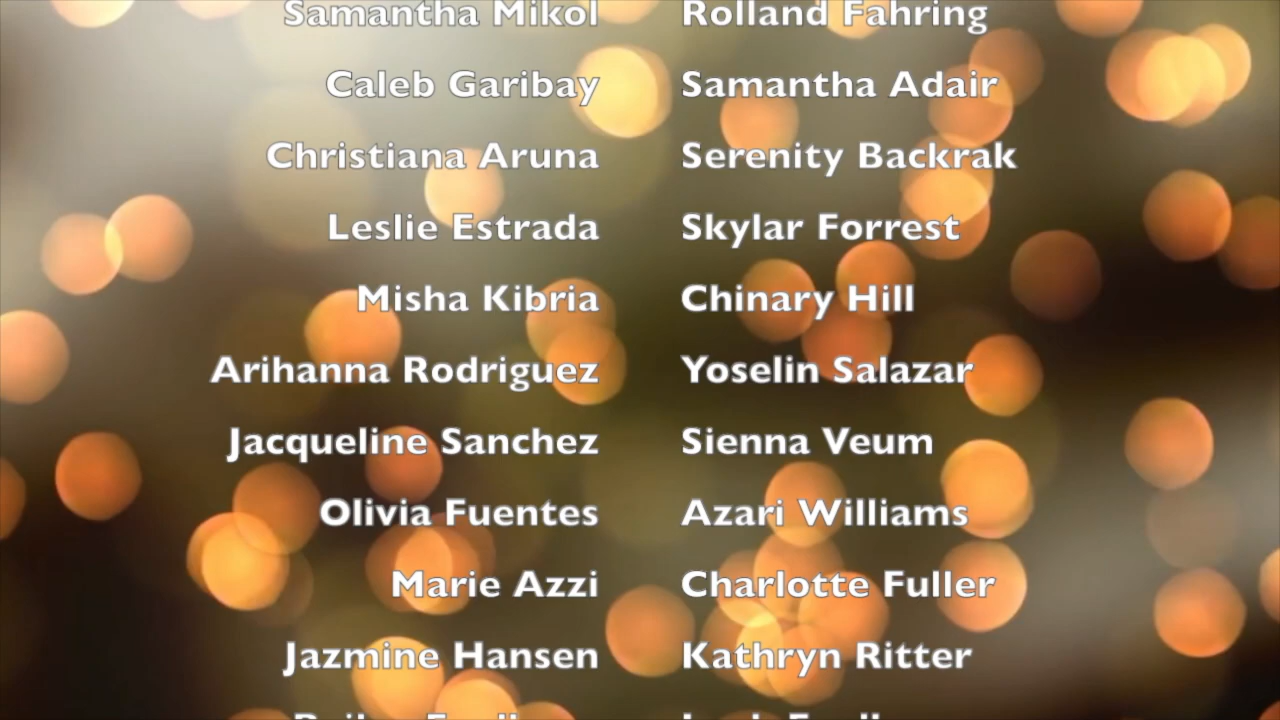 Samantha Mikol Rolland Fahring
Caleb Garibay Samantha Adair
Christiana Aruna Serenity Backrak
Leslie Estrada Skylar Forrest
Misha Kibria Chinary Hill
Arihanna Rodriguez Yoselin Salazar
Jacqueline Sanchez Sienna Veum
Olivia Fuentes Azari Williams
Marie Azzi Charlotte Fuller
Jazmine Hansen Kathryn Ritter